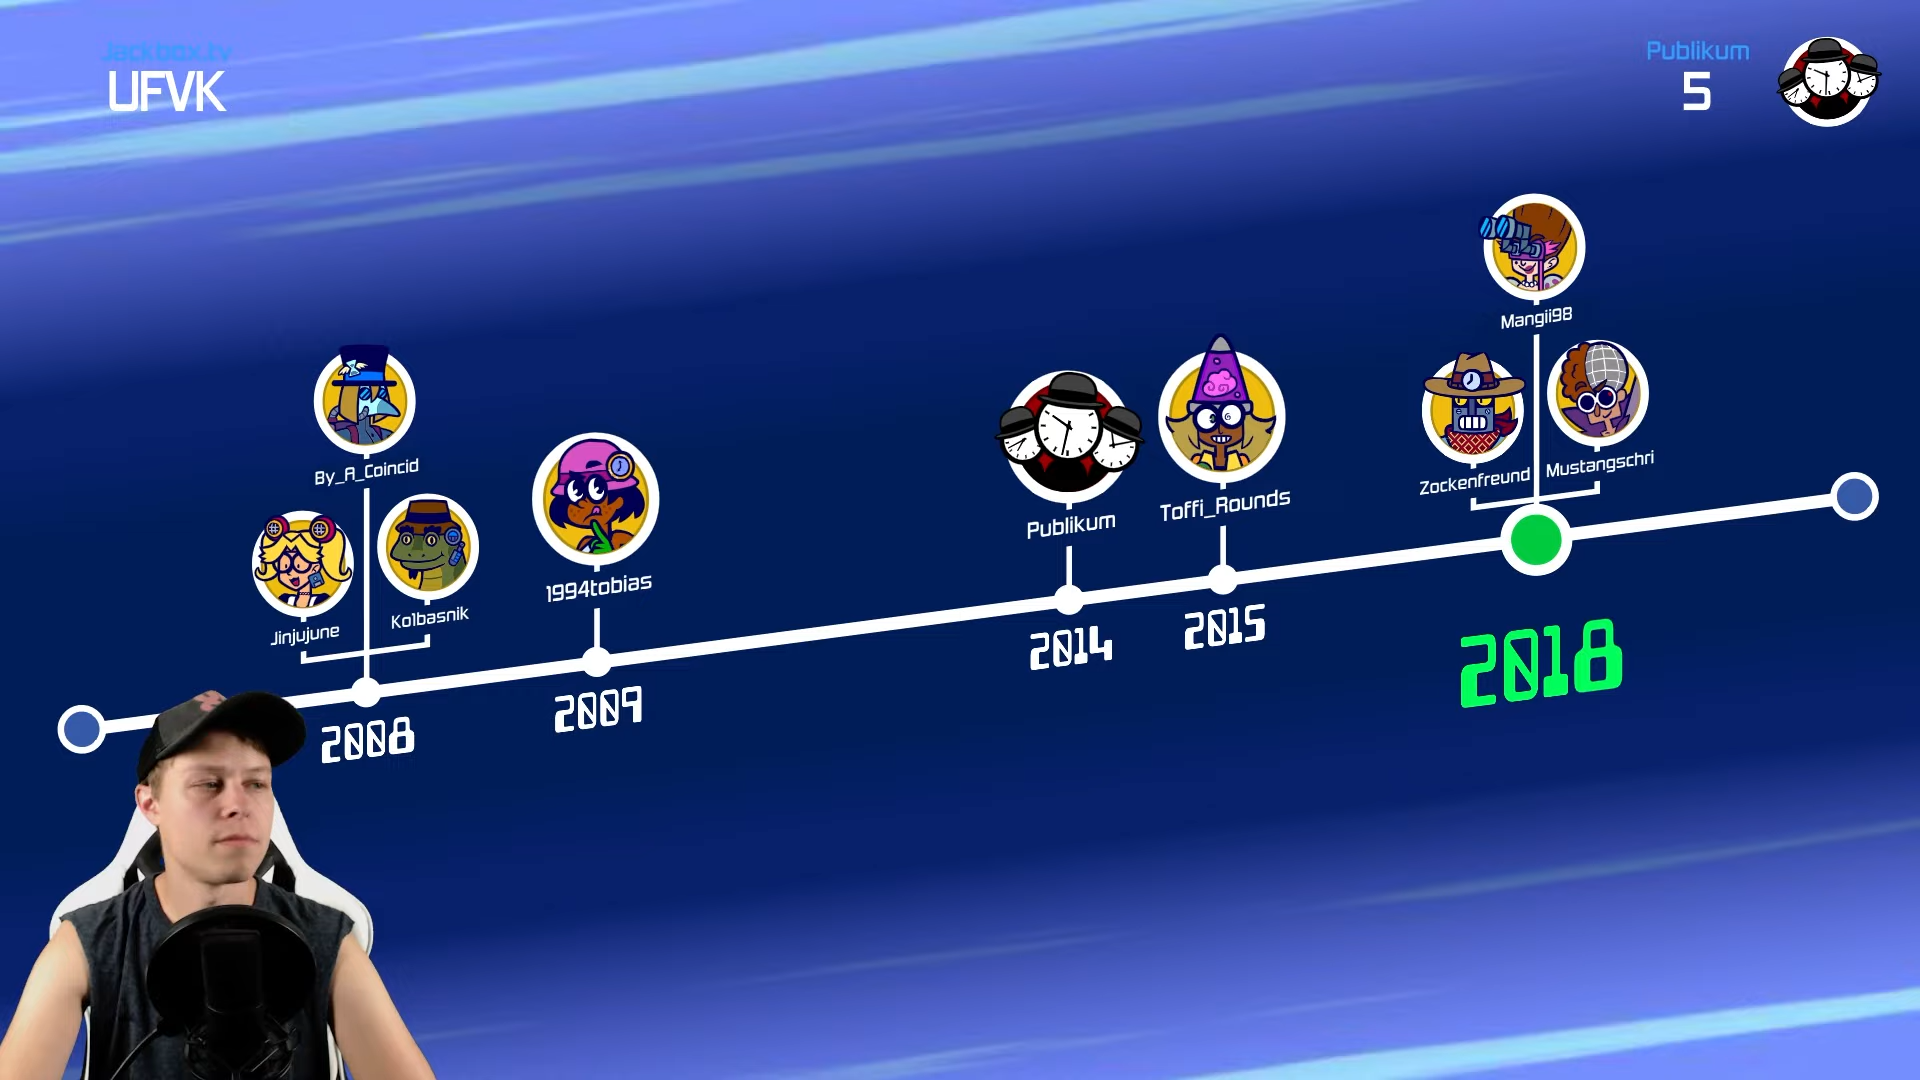 Jackbox.tv
UFVK
Publikum
5
Mangii98
By_A_Coincid
Zockenfreund
Mustangschri
Toffi_Rounds
Publikum
1994tobias
Jinjujune
Kolbasnik
2008
2009
2014
2015
2018